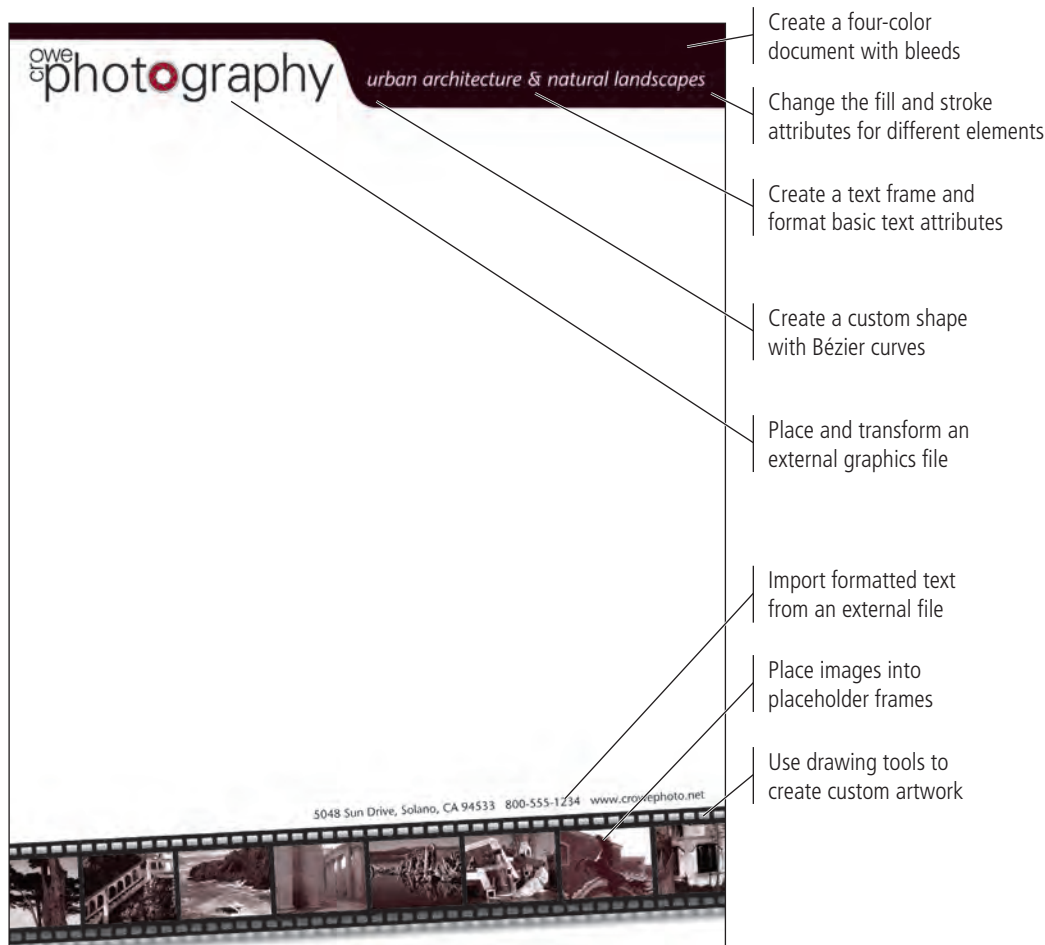 crowe
photography
urban architecture & natural landscapes
Create a four-color
document with bleeds
Change the fill and stroke
attributes for different elements
Create a text frame and
format basic text attributes
Create a custom shape
with Bézier curves
Place and transform an
external graphics file
Import formatted text
from an external file
Place images into
placeholder frames
Use drawing tools to
create custom artwork
5048 Sun Drive, Solano, CA 94533 800-555-1234 www.crowephoto.net